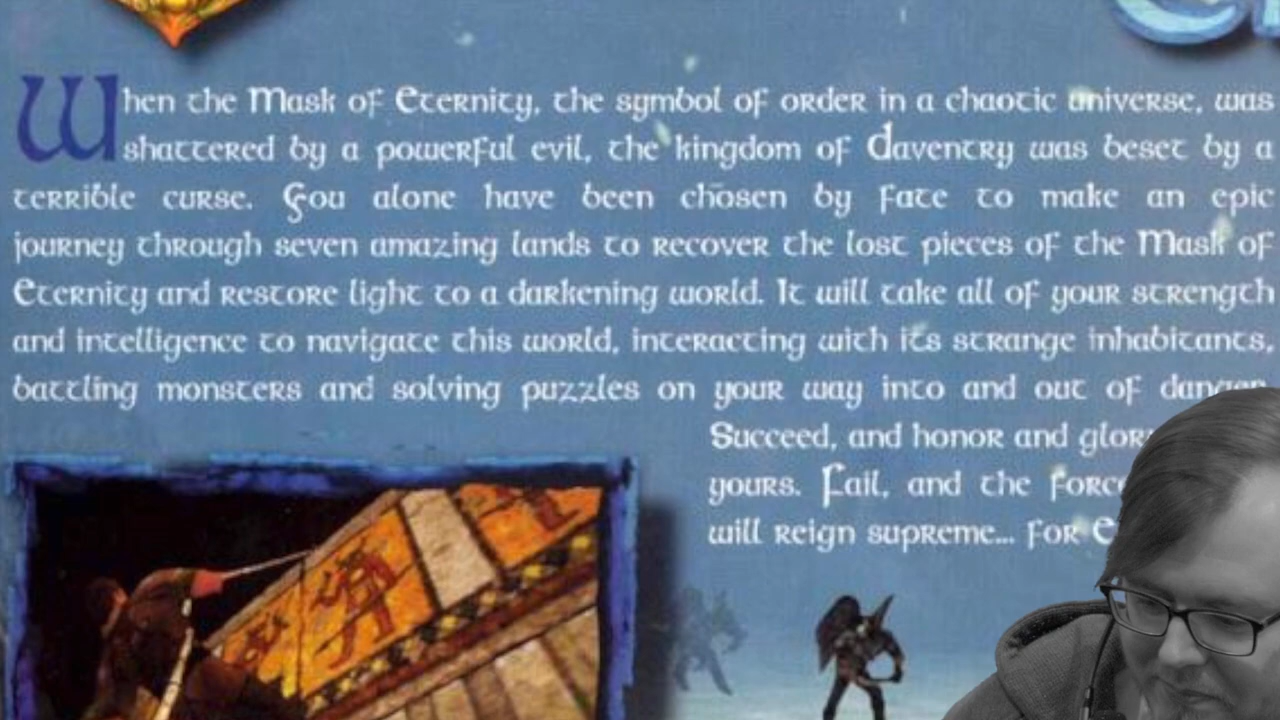 When the Mask of Eternity, the symbol of order in a chaotic universe, was
shattered by a powerful evil, the kingdom of Daventry was beset by a
terrible curse. You alone have been chosen by fate to make an epic
journey through seven amazing lands to recover the lost pieces of the Mask of
Eternity and restore light to a darkening world. It will take all of your strength
and intelligence to navigate this world, interacting with its strange inhabitants,
battling monsters and solving puzzles on your way into and out of danger.
Succeed, and honor and glory
yours. Fail, and the
will reign supreme... for